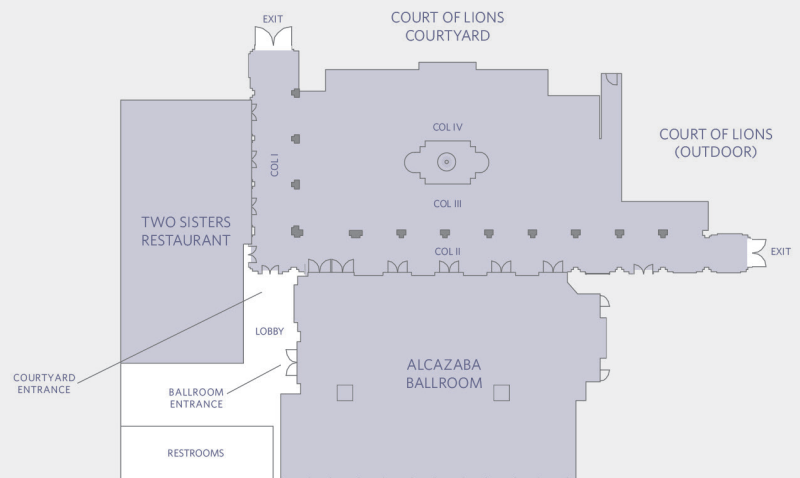 EXIT
COURT OF LIONS
COURTYARD
COL IV
COL I
COURT OF LIONS
(OUTDOOR)
COL III
TWO SISTERS
RESTAURANT
COL II
EXIT
LOBBY
ALCAZABA
BALLROOM
COURTYARD
ENTRANCE
BALLROOM
ENTRANCE
RESTROOMS